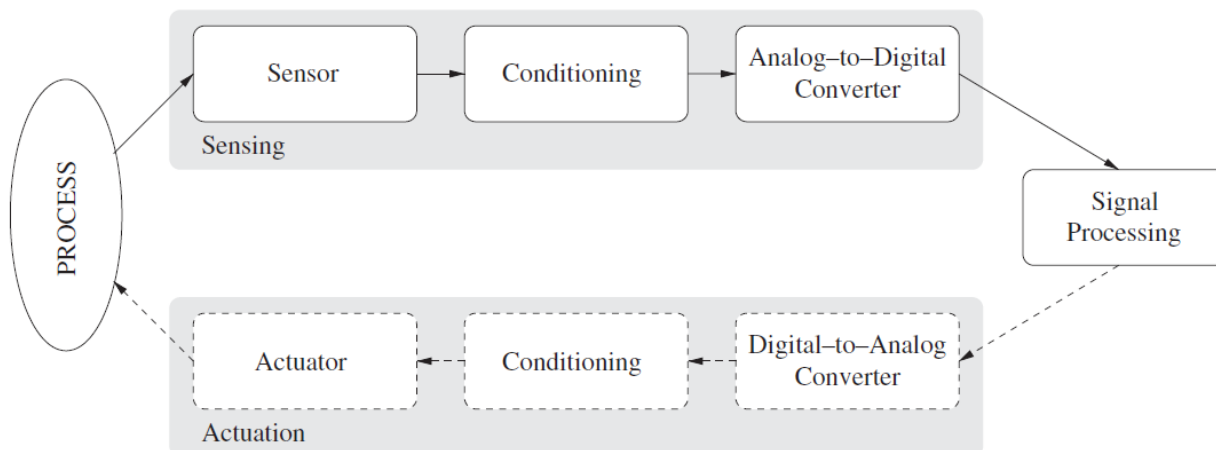 Sensor
Conditioning
Analog–to–Digital
Converter
Sensing
PROCESS
Signal
Processing
Actuator
Conditioning
Digital–to–Analog
Converter
Actuation